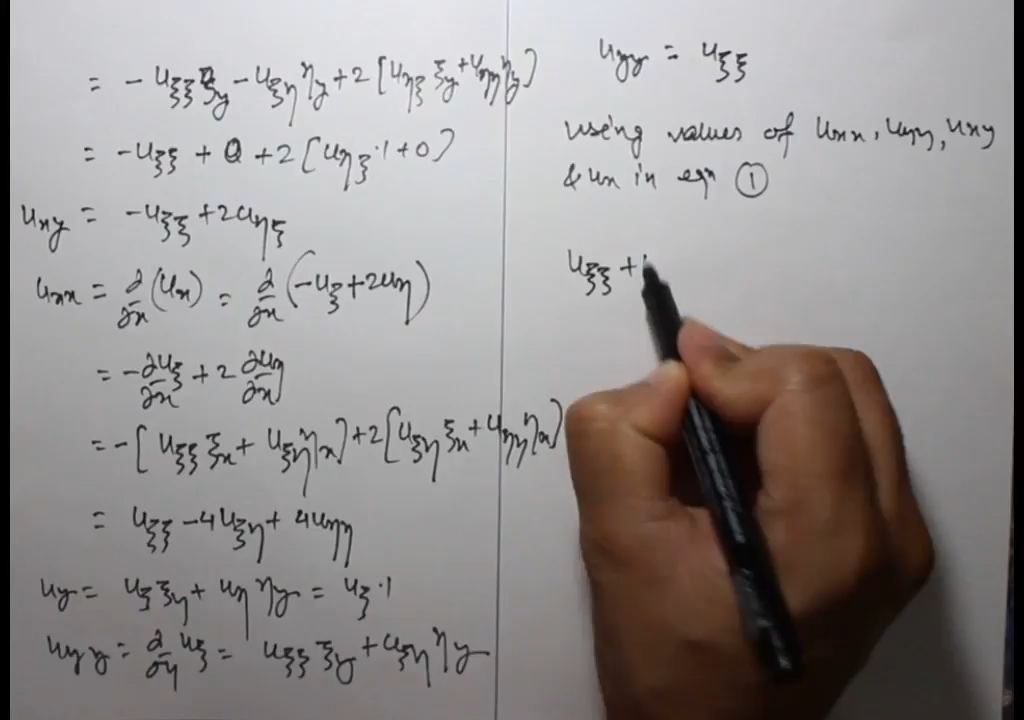 = - u_ξξ ξ_y - u_ξη η_y + 2 [u_ηξ ξ_y + u_ηη η_y]
= -u_ξξ + 0 + 2 [u_ηξ ·1 + 0]
u_xy = -u_ξξ + 2u_ηξ
u_xx = ∂/∂x (u_x) = ∂/∂x (-u_ξ + 2u_η)
= -∂u_ξ/∂x + 2 ∂u_η/∂x
= -[u_ξξ ξ_x + u_ξη η_x] + 2[u_ξη ξ_x + u_ηη η_x]
= u_ξξ - 4u_ξη + 4u_ηη
u_y = u_ξ ξ_y + u_η η_y = u_ξ ·1
u_yy = ∂/∂y u_ξ = u_ξξ ξ_y + u_ξη η_y
u_yy = u_ξξ
using values of u_xx, u_yy, u_xy
& u_x in eqn ①
u_ξξ +